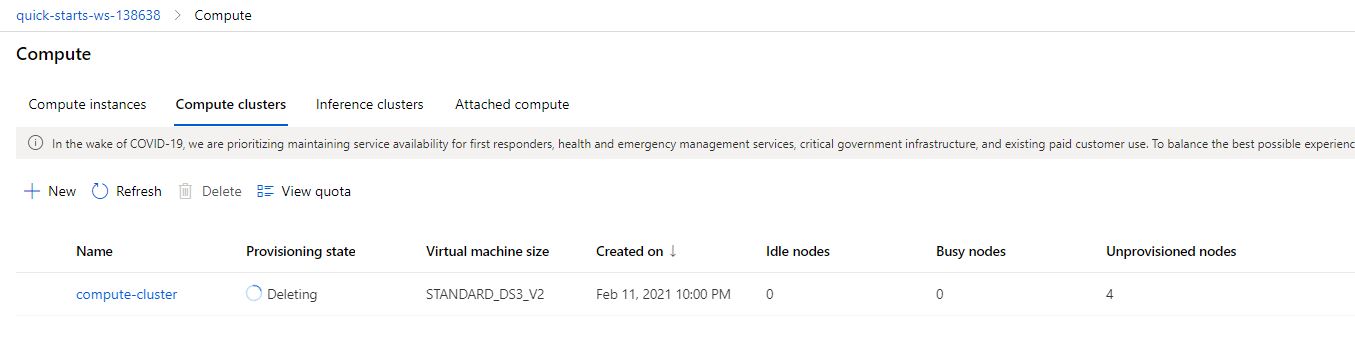 quick-starts-ws-138638 > Compute
Compute
Compute instances Compute clusters Inference clusters Attached compute
In the wake of COVID-19, we are prioritizing maintaining service availability for first responders, health and emergency management services, critical government infrastructure, and existing paid customer use. To balance the best possible experienc
New Refresh Delete View quota
Name Provisioning state Virtual machine size Created on ↓ Idle nodes Busy nodes Unprovisioned nodes
compute-cluster Deleting STANDARD_DS3_V2 Feb 11, 2021 10:00 PM 0 0 4